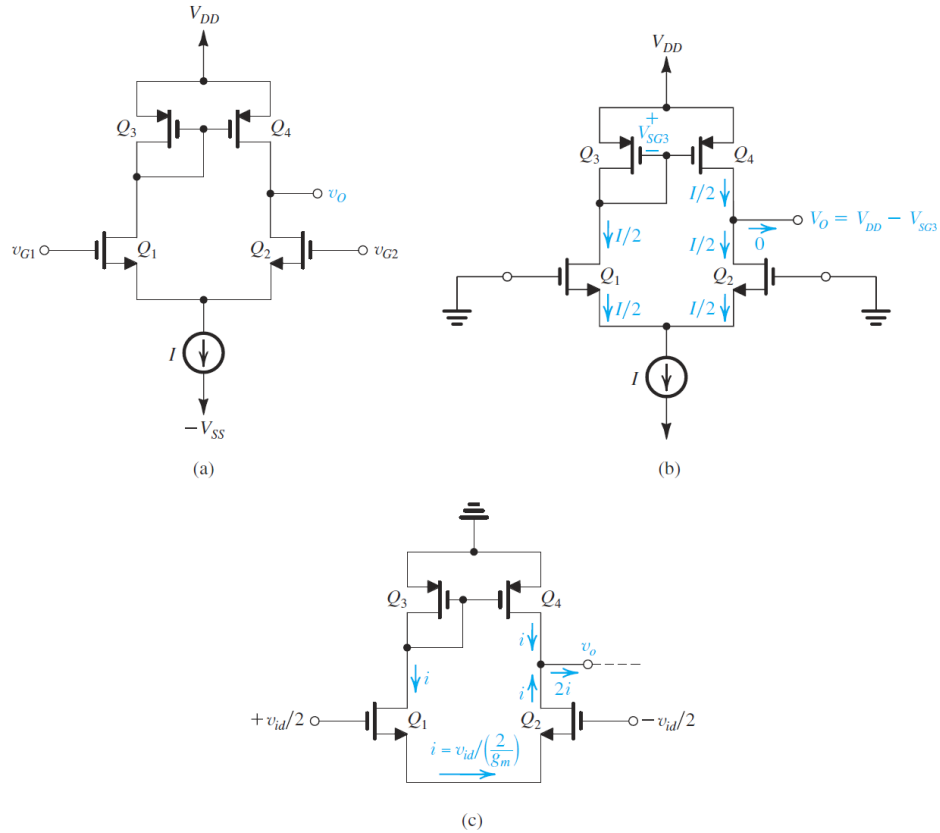 V_DD
Q_3
Q_4
v_O
v_G1
Q_1
Q_2
v_G2
I
−V_SS
(a)
V_DD
+
V_SG3
−
Q_3
Q_4
I/2
I/2
I/2
0
V_O = V_DD − V_SG3
Q_1
Q_2
I/2
I/2
I
(b)
Q_3
Q_4
i
v_o
i
i
2i
+v_id/2
Q_1
Q_2
−v_id/2
i = v_id/(2/g_m)
(c)